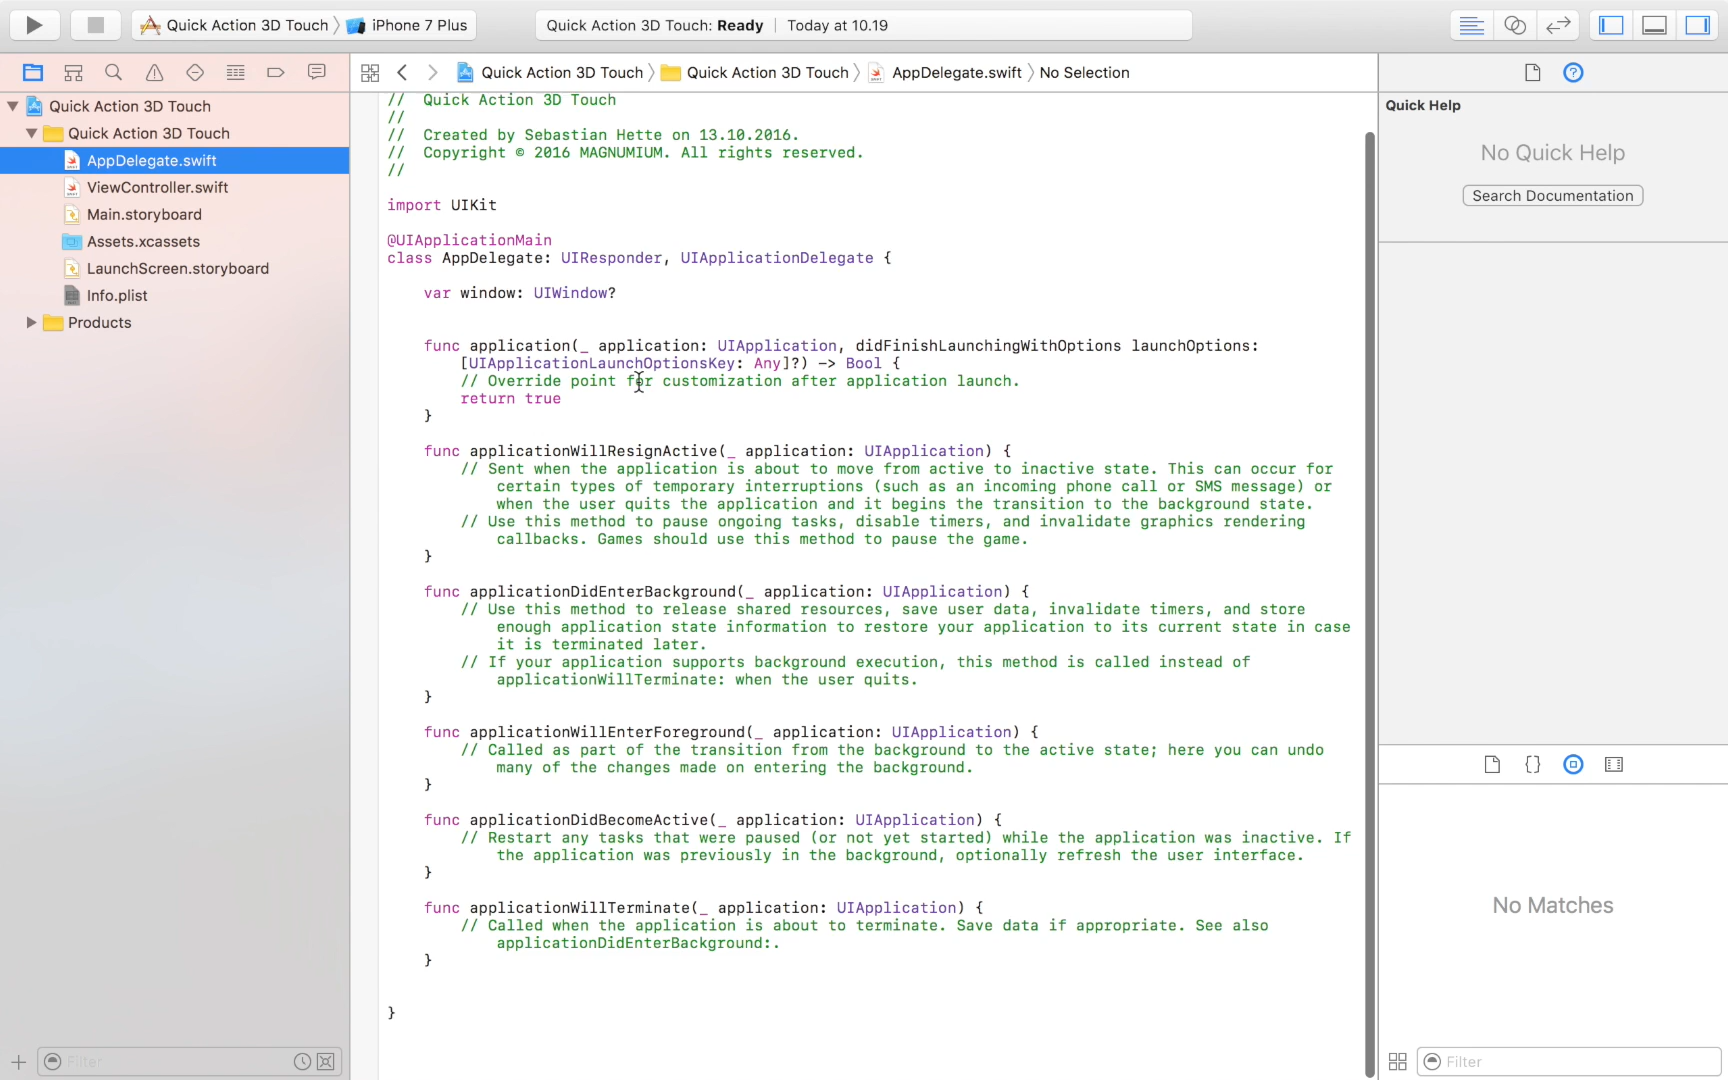 Quick Action 3D Touch 〉 iPhone 7 Plus
Quick Action 3D Touch: Ready | Today at 10.19
Quick Action 3D Touch 〉 Quick Action 3D Touch 〉 AppDelegate.swift 〉 No Selection
Quick Action 3D Touch
Quick Action 3D Touch
AppDelegate.swift
ViewController.swift
Main.storyboard
Assets.xcassets
LaunchScreen.storyboard
Info.plist
Products
Filter
//  Quick Action 3D Touch
//
//  Created by Sebastian Hette on 13.10.2016.
//  Copyright © 2016 MAGNUMIUM. All rights reserved.
//
import UIKit
@UIApplicationMain
class AppDelegate: UIResponder, UIApplicationDelegate {
var window: UIWindow?
func application(_ application: UIApplication, didFinishLaunchingWithOptions launchOptions:
[UIApplicationLaunchOptionsKey: Any]?) -> Bool {
// Override point for customization after application launch.
return true
}
func applicationWillResignActive(_ application: UIApplication) {
// Sent when the application is about to move from active to inactive state. This can occur for
certain types of temporary interruptions (such as an incoming phone call or SMS message) or
when the user quits the application and it begins the transition to the background state.
// Use this method to pause ongoing tasks, disable timers, and invalidate graphics rendering
callbacks. Games should use this method to pause the game.
}
func applicationDidEnterBackground(_ application: UIApplication) {
// Use this method to release shared resources, save user data, invalidate timers, and store
enough application state information to restore your application to its current state in case
it is terminated later.
// If your application supports background execution, this method is called instead of
applicationWillTerminate: when the user quits.
}
func applicationWillEnterForeground(_ application: UIApplication) {
// Called as part of the transition from the background to the active state; here you can undo
many of the changes made on entering the background.
}
func applicationDidBecomeActive(_ application: UIApplication) {
// Restart any tasks that were paused (or not yet started) while the application was inactive. If
the application was previously in the background, optionally refresh the user interface.
}
func applicationWillTerminate(_ application: UIApplication) {
// Called when the application is about to terminate. Save data if appropriate. See also
applicationDidEnterBackground:.
}
}
Quick Help
No Quick Help
Search Documentation
{}
No Matches
Filter